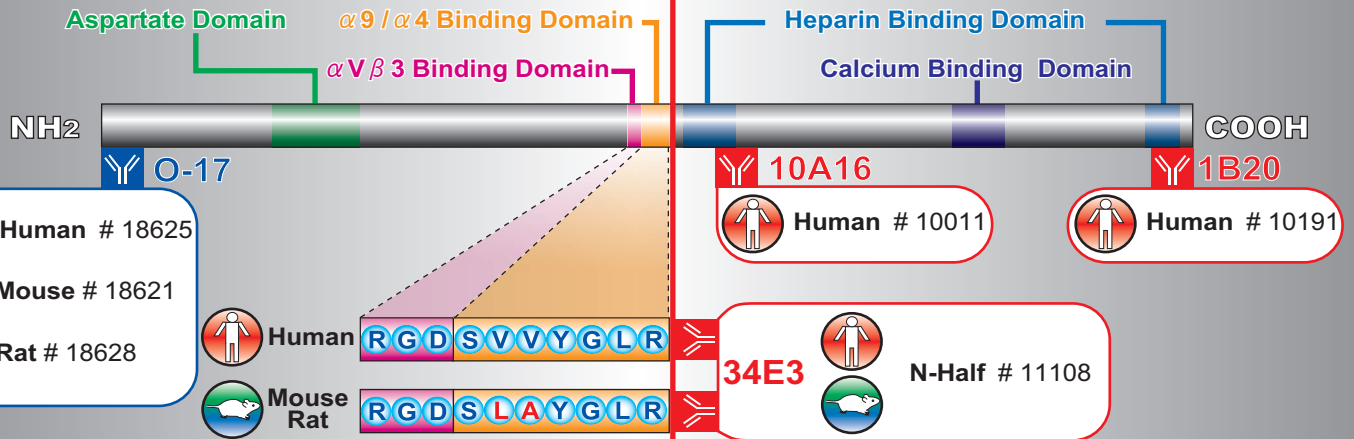 Aspartate Domain
α9 / α4 Binding Domain
Heparin Binding Domain
αVβ3 Binding Domain
Calcium Binding Domain
NH2
COOH
O-17
10A16
1B20
Human # 18625
Mouse # 18621
Rat # 18628
Human # 10011
Human # 10191
Human
RGDSVVYGLR
Mouse
Rat
RGDSLAYGLR
34E3
N-Half # 11108